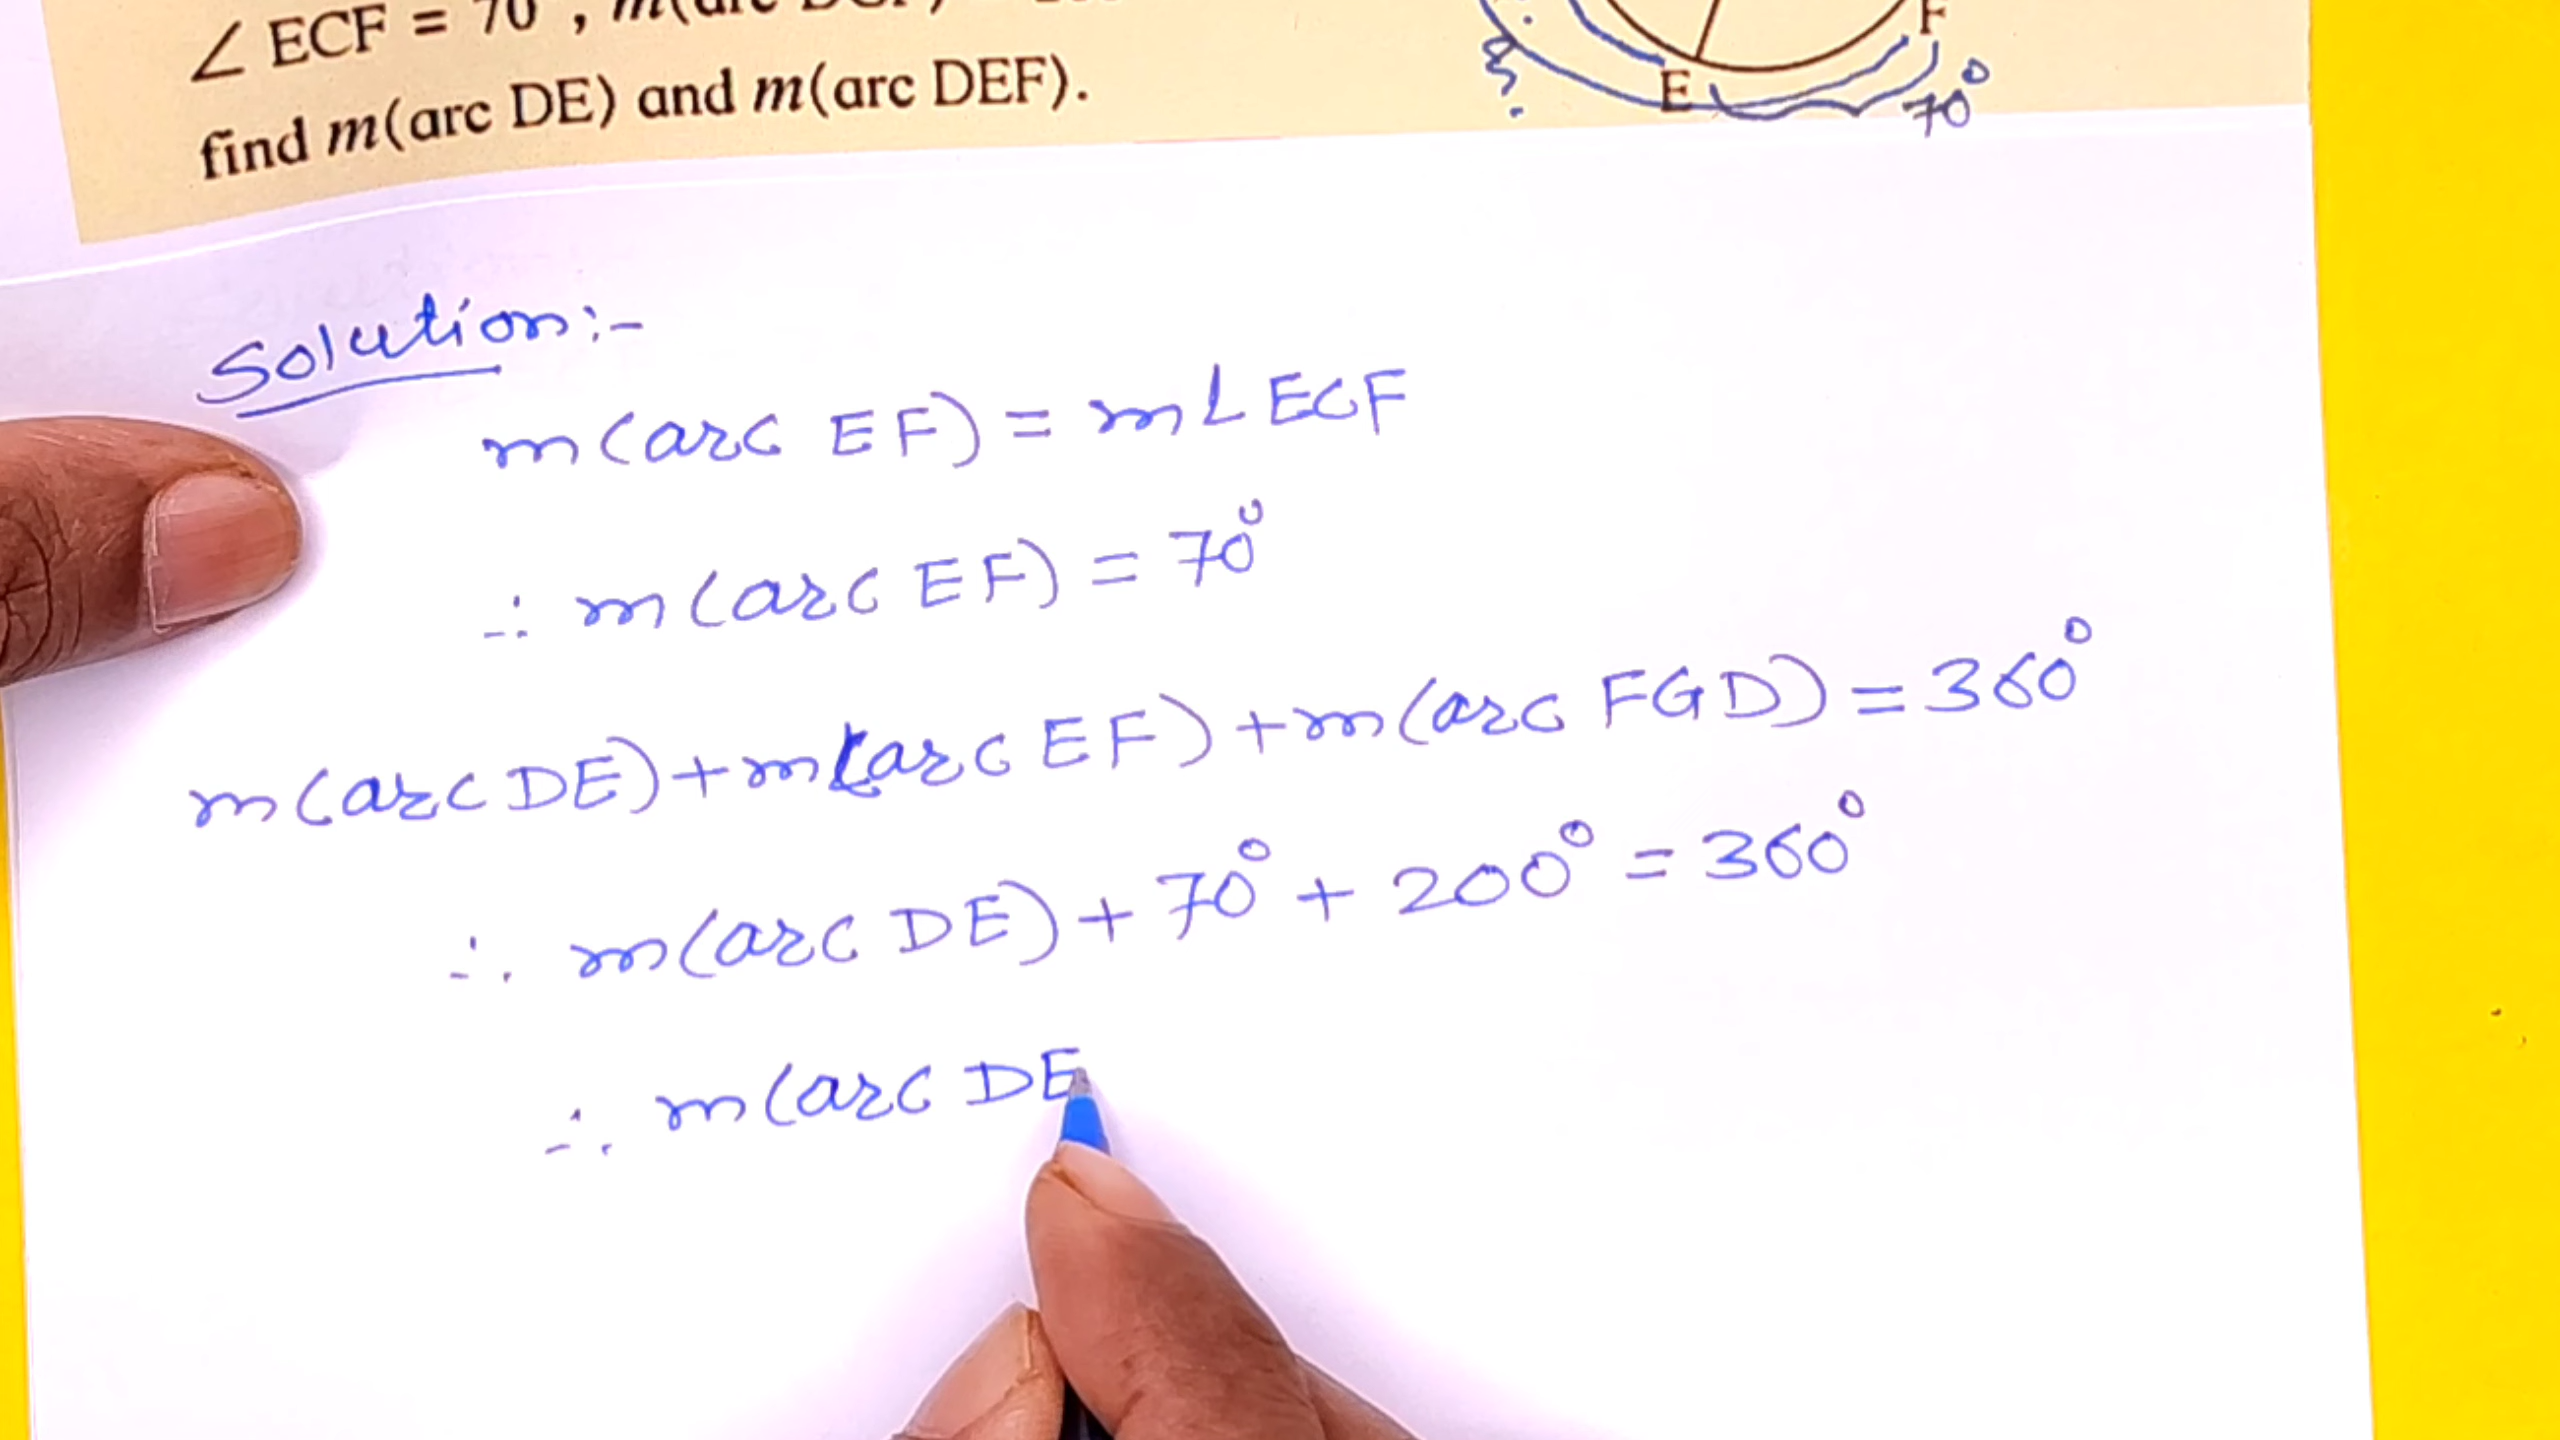 ∠ ECF = 70°, m(arc
find m(arc DE) and m(arc DEF).
F
E
70°
Solution:-
m(arc EF) = m∠ECF
∴ m(arc EF) = 70°
m(arc DE)+m(arc EF)+m(arc FGD)=360°
∴ m(arc DE)+70°+200°=360°
∴ m(arc DE